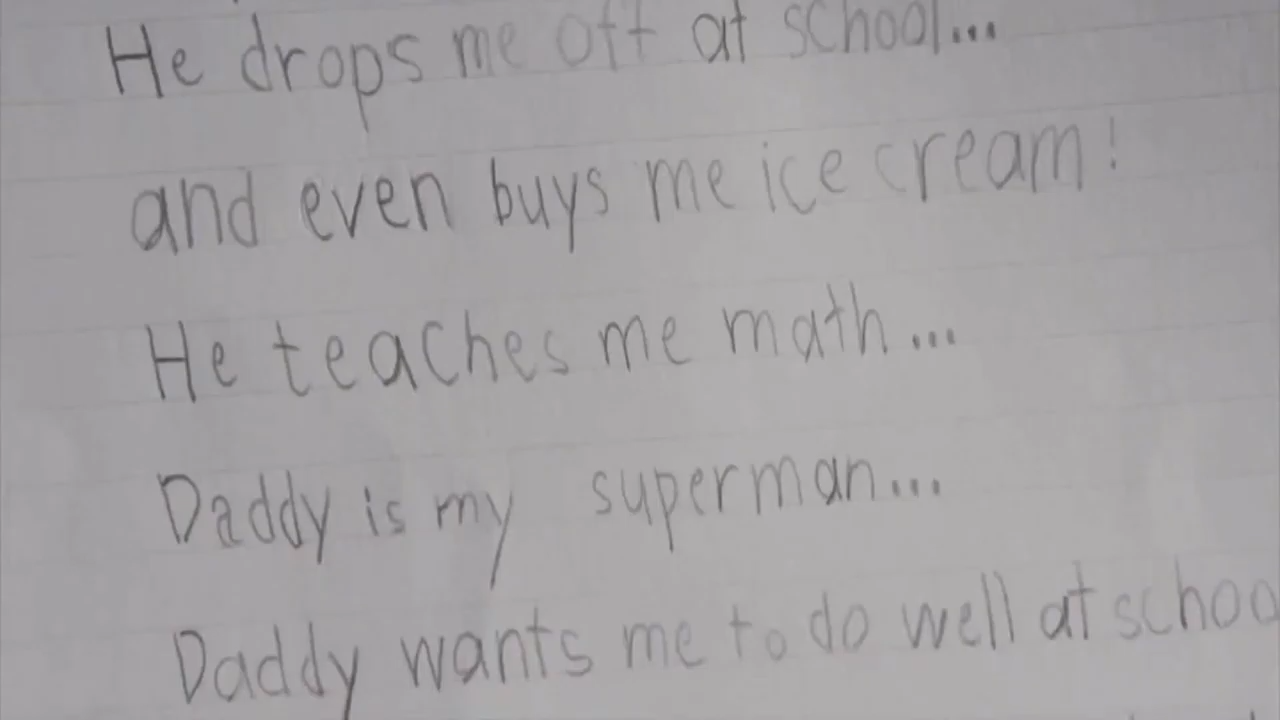 He drops me off at school...
and even buys me ice cream!
He teaches me math...
Daddy is my superman...
Daddy wants me to do well at schoo